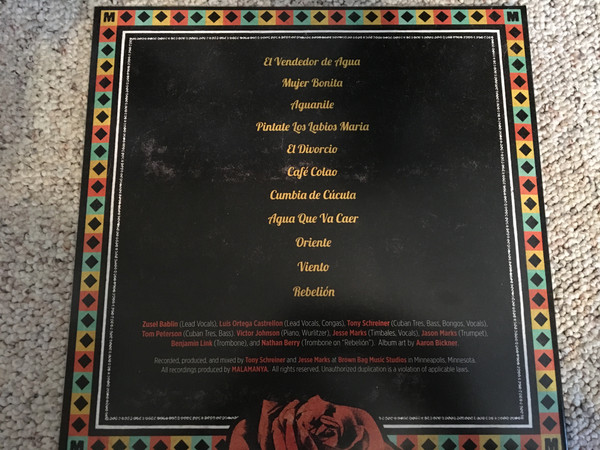 M M
El Vendedor de Agua
Mujer Bonita
Aguanile
Pintate Los Labios Maria
El Divorcio
Café Colao
Cumbia de Cúcuta
Agua Que Va Caer
Oriente
Viento
Rebelión
Zusel Bablin (Lead Vocals), Luis Ortega Castrellon (Lead Vocals, Congas), Tony Schreiner (Cuban Tres, Bass, Bongos, Vocals),
Tom Peterson (Cuban Tres, Bass). Victor Johnson (Piano, Wurlitzer), Jesse Marks (Timbales, Vocals), Jason Marks (Trumpet),
Benjamin Link (Trombone), and Nathan Berry (Trombone on "Rebelión"). Album art by Aaron Bickner.
Recorded, produced, and mixed by Tony Schreiner and Jesse Marks at Brown Bag Music Studios in Minneapolis, Minnesota.
All recordings produced by MALAMANYA. All rights reserved. Unauthorized duplication is a violation of applicable laws.
M M